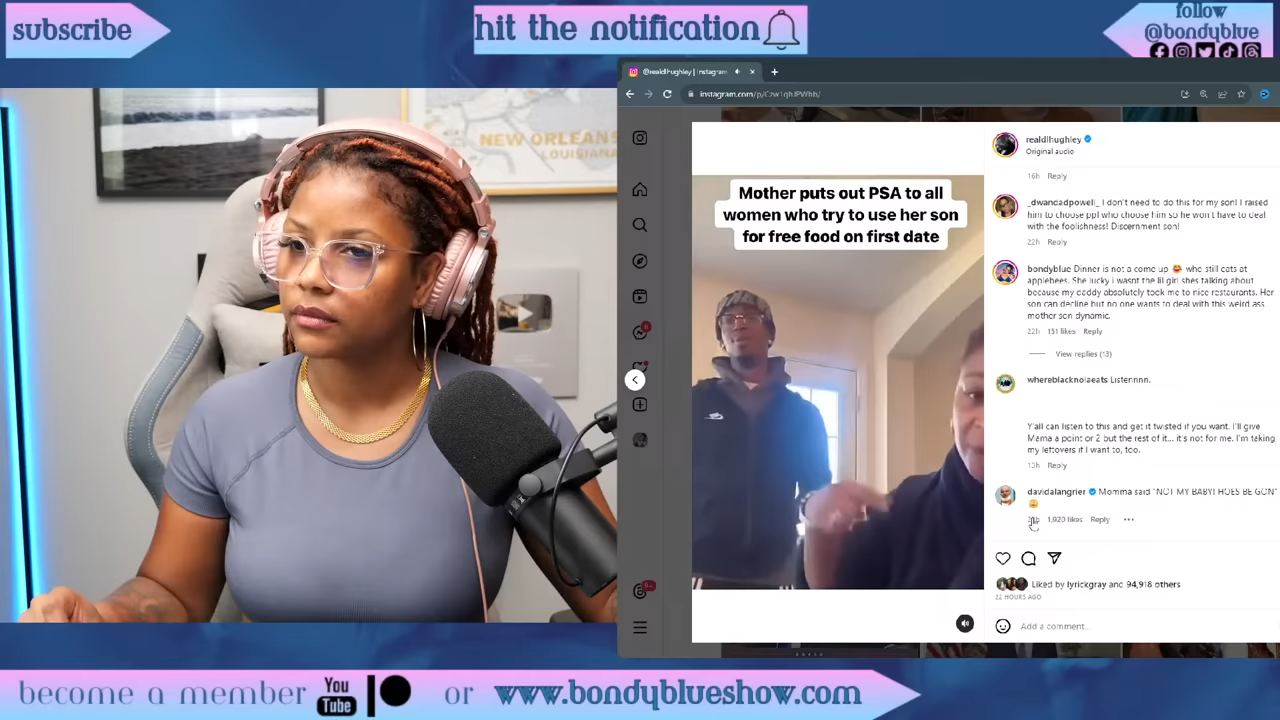 subscribe
hit the notification
follow
@bondyblue
NEW ORLEANS
LOUISIANA
@realdlhughley | Instagram
realdlhughley
Original audio
16h Reply
Mother puts out PSA to all
women who try to use her son
for free food on first date
_dwancadpowell_ I don't need to do this for my son! I raised
him to choose ppl who choose him so he won't have to deal
with the foolishness! Discernment son!
22h Reply
bondyblue Dinner is not a come up 🤣 who still eats at
applebees. She lucky I wasnt the lil girl shes talking about
because my daddy absolutely took me to nice restaurants. Her
son can decline but no one wants to deal with this weird ass
mother son dynamic.
22h 151 likes Reply
View replies (13)
whereblacknolaeats Listennnn.
Y'all can listen to this and get it twisted if you want. I'll give
Mama a point or 2 but the rest of it... it's not for me. I'm taking
my leftovers if I want to, too.
13h Reply
davidalangrier Momma said "NOT MY BABY! HOES BE GON"
😩
1,920 likes Reply
Liked by lyrickgray and 94,918 others
22 HOURS AGO
Add a comment...
become a member You
Tube or www.bondyblueshow.com